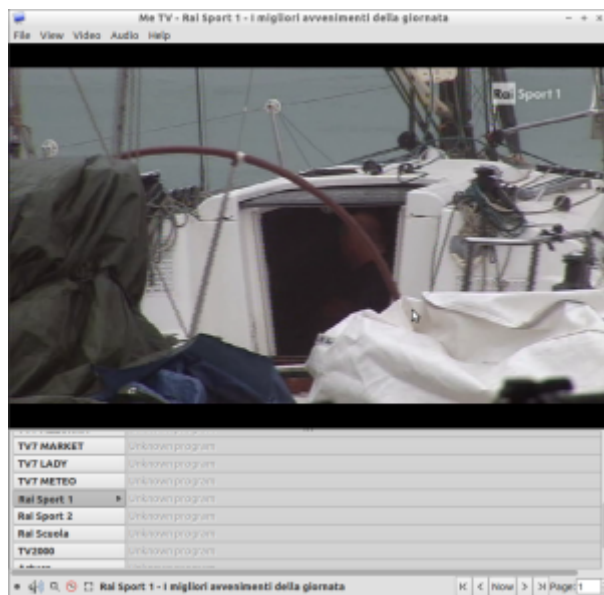 Me TV - Rai Sport 1 - I migliori avvenimenti della giornata
File View Video Audio Help
Rai Sport 1
TV7 MARKET Unknown program
TV7 LADY Unknown program
TV7 METEO Unknown program
Rai Sport 1 Unknown program
Rai Sport 2 Unknown program
Rai Scuola Unknown program
TV2000 Unknown program
Rai Sport 1 - I migliori avvenimenti della giornata Now Page: 1